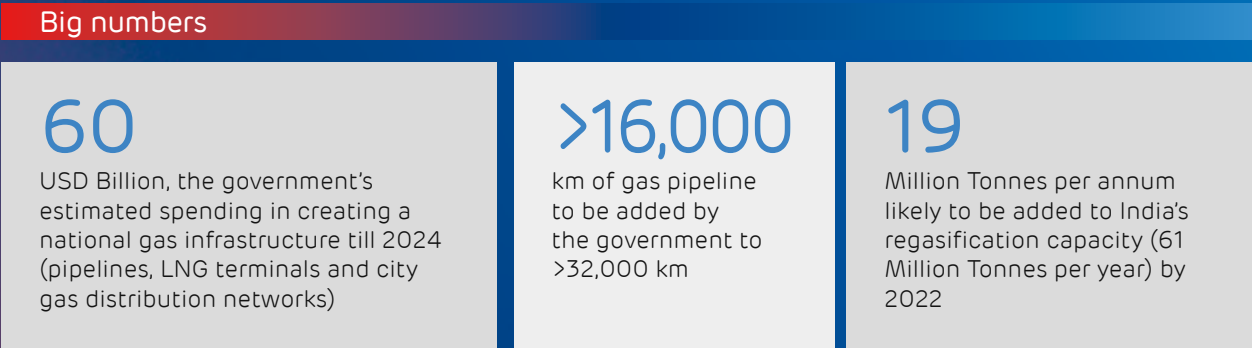 Big numbers
60
USD Billion, the government's
estimated spending in creating a
national gas infrastructure till 2024
(pipelines, LNG terminals and city
gas distribution networks)
>16,000
km of gas pipeline
to be added by
the government to
>32,000 km
19
Million Tonnes per annum
likely to be added to India's
regasification capacity (61
Million Tonnes per year) by
2022